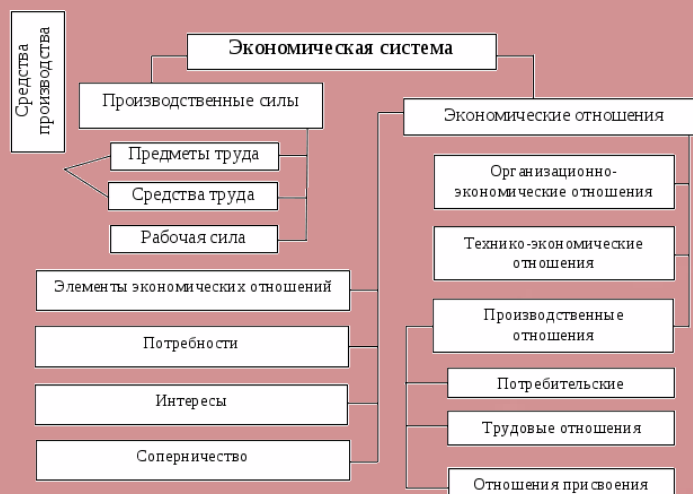 Средства
производства
Экономическая система
Производственные силы
Экономические отношения
Предметы труда
Средства труда
Рабочая сила
Организационно-
экономические отношения
Технико-экономические
отношения
Элементы экономических отношений
Производственные
отношения
Потребности
Потребительские
Интересы
Трудовые отношения
Соперничество
Отношения присвоения